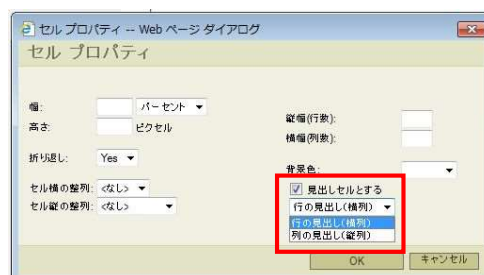 セル プロパティ -- Web ページ ダイアログ
セル プロパティ
幅: パーセント
高さ: ピクセル
折り返し: Yes
セル横の整列: <なし>
セル縦の整列: <なし>
縦幅(行数):
横幅(列数):
背景色:
見出しセルとする
行の見出し(横列)
行の見出し(横列)
列の見出し(縦列)
OK キャンセル